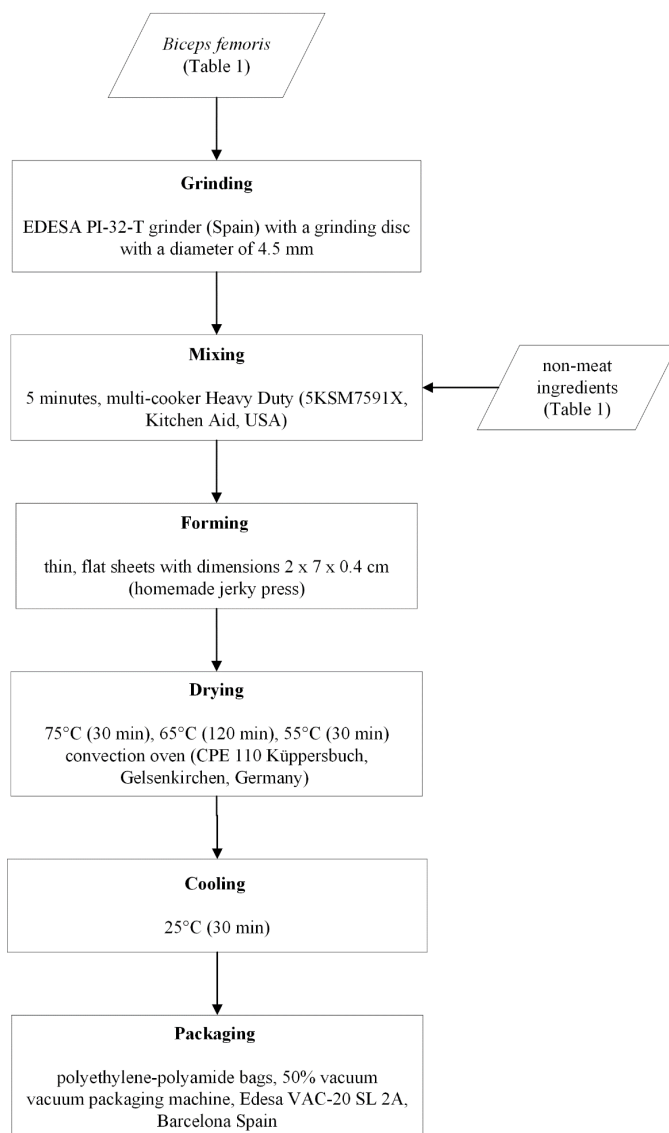 Biceps femoris
(Table 1)
Grinding
EDESA PI-32-T grinder (Spain) with a grinding disc
with a diameter of 4.5 mm
Mixing
5 minutes, multi-cooker Heavy Duty (5KSM7591X,
Kitchen Aid, USA)
non-meat
ingredients
(Table 1)
Forming
thin, flat sheets with dimensions 2 x 7 x 0.4 cm
(homemade jerky press)
Drying
75°C (30 min), 65°C (120 min), 55°C (30 min)
convection oven (CPE 110 Küppersbuch,
Gelsenkirchen, Germany)
Cooling
25°C (30 min)
Packaging
polyethylene-polyamide bags, 50% vacuum
vacuum packaging machine, Edesa VAC-20 SL 2A,
Barcelona Spain